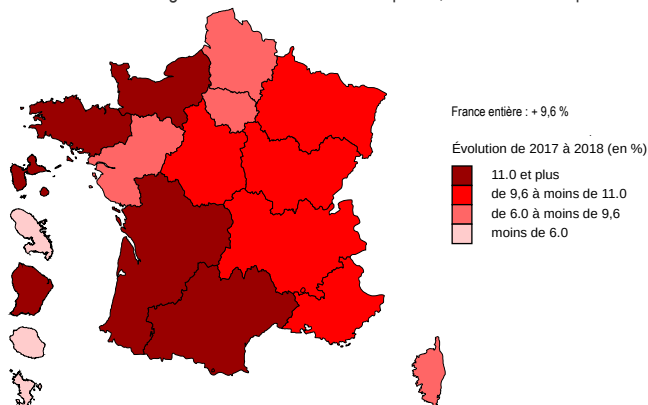 France entière : + 9,6 %
Évolution de 2017 à 2018 (en %)
11.0 et plus
de 9,6 à moins de 11.0
de 6.0 à moins de 9,6
moins de 6.0